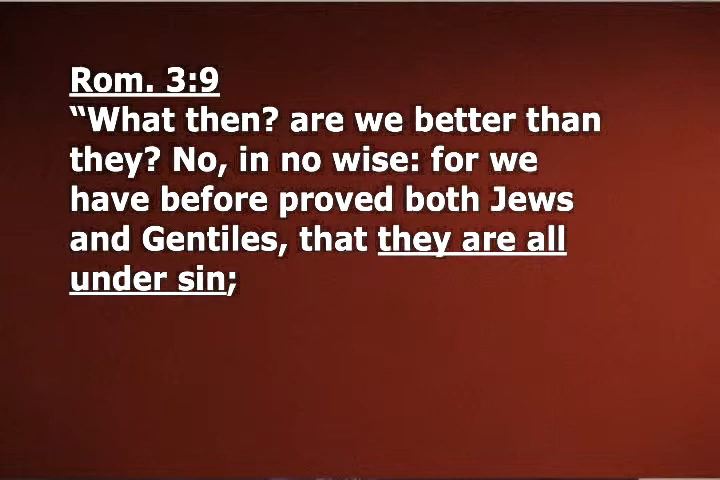 Rom. 3:9
“What then? are we better than
they? No, in no wise: for we
have before proved both Jews
and Gentiles, that they are all
under sin;